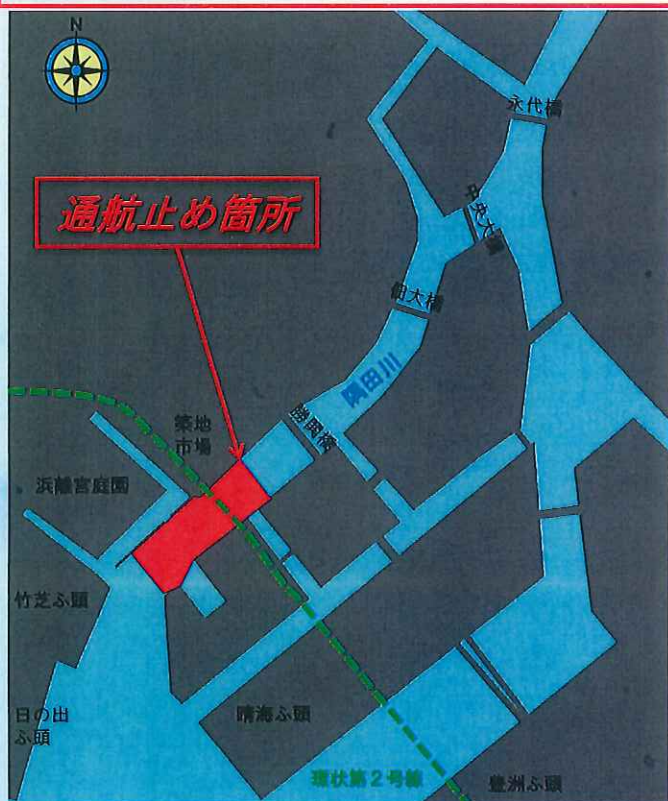 N
永代橋
通航止め箇所
中央大橋
佃大橋
隅田川
勝鬨橋
築地
市場
浜離宮庭園
竹芝ふ頭
日の出
ふ頭
晴海ふ頭
環状第2号線
豊洲ふ頭